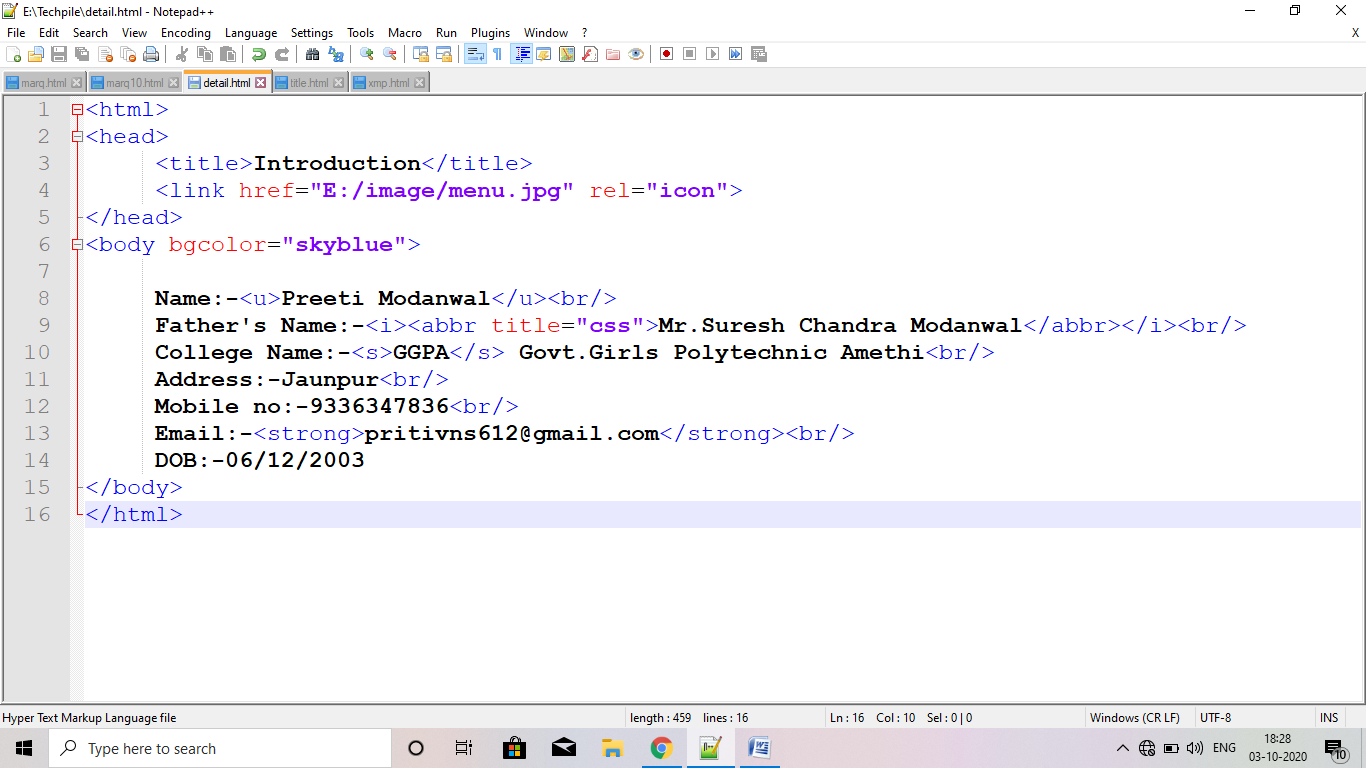 E:\Techpile\detail.html - Notepad++
File Edit Search View Encoding Language Settings Tools Macro Run Plugins Window ? X
marq.html marq10.html detail.html title.html xmp.html
1 <html>
2 <head>
3 <title>Introduction</title>
4 <link href="E:/image/menu.jpg" rel="icon">
5 </head>
6 <body bgcolor="skyblue">
7
8 Name:-<u>Preeti Modanwal</u><br/>
9 Father's Name:-<i><abbr title="css">Mr.Suresh Chandra Modanwal</abbr></i><br/>
10 College Name:-<s>GGPA</s> Govt.Girls Polytechnic Amethi<br/>
11 Address:-Jaunpur<br/>
12 Mobile no:-9336347836<br/>
13 Email:-<strong>pritivns612@gmail.com</strong><br/>
14 DOB:-06/12/2003
15 </body>
16 </html>
Hyper Text Markup Language file length : 459 lines : 16 Ln : 16 Col : 10 Sel : 0 | 0 Windows (CR LF) UTF-8 INS
Type here to search ENG 18:28
03-10-2020 10